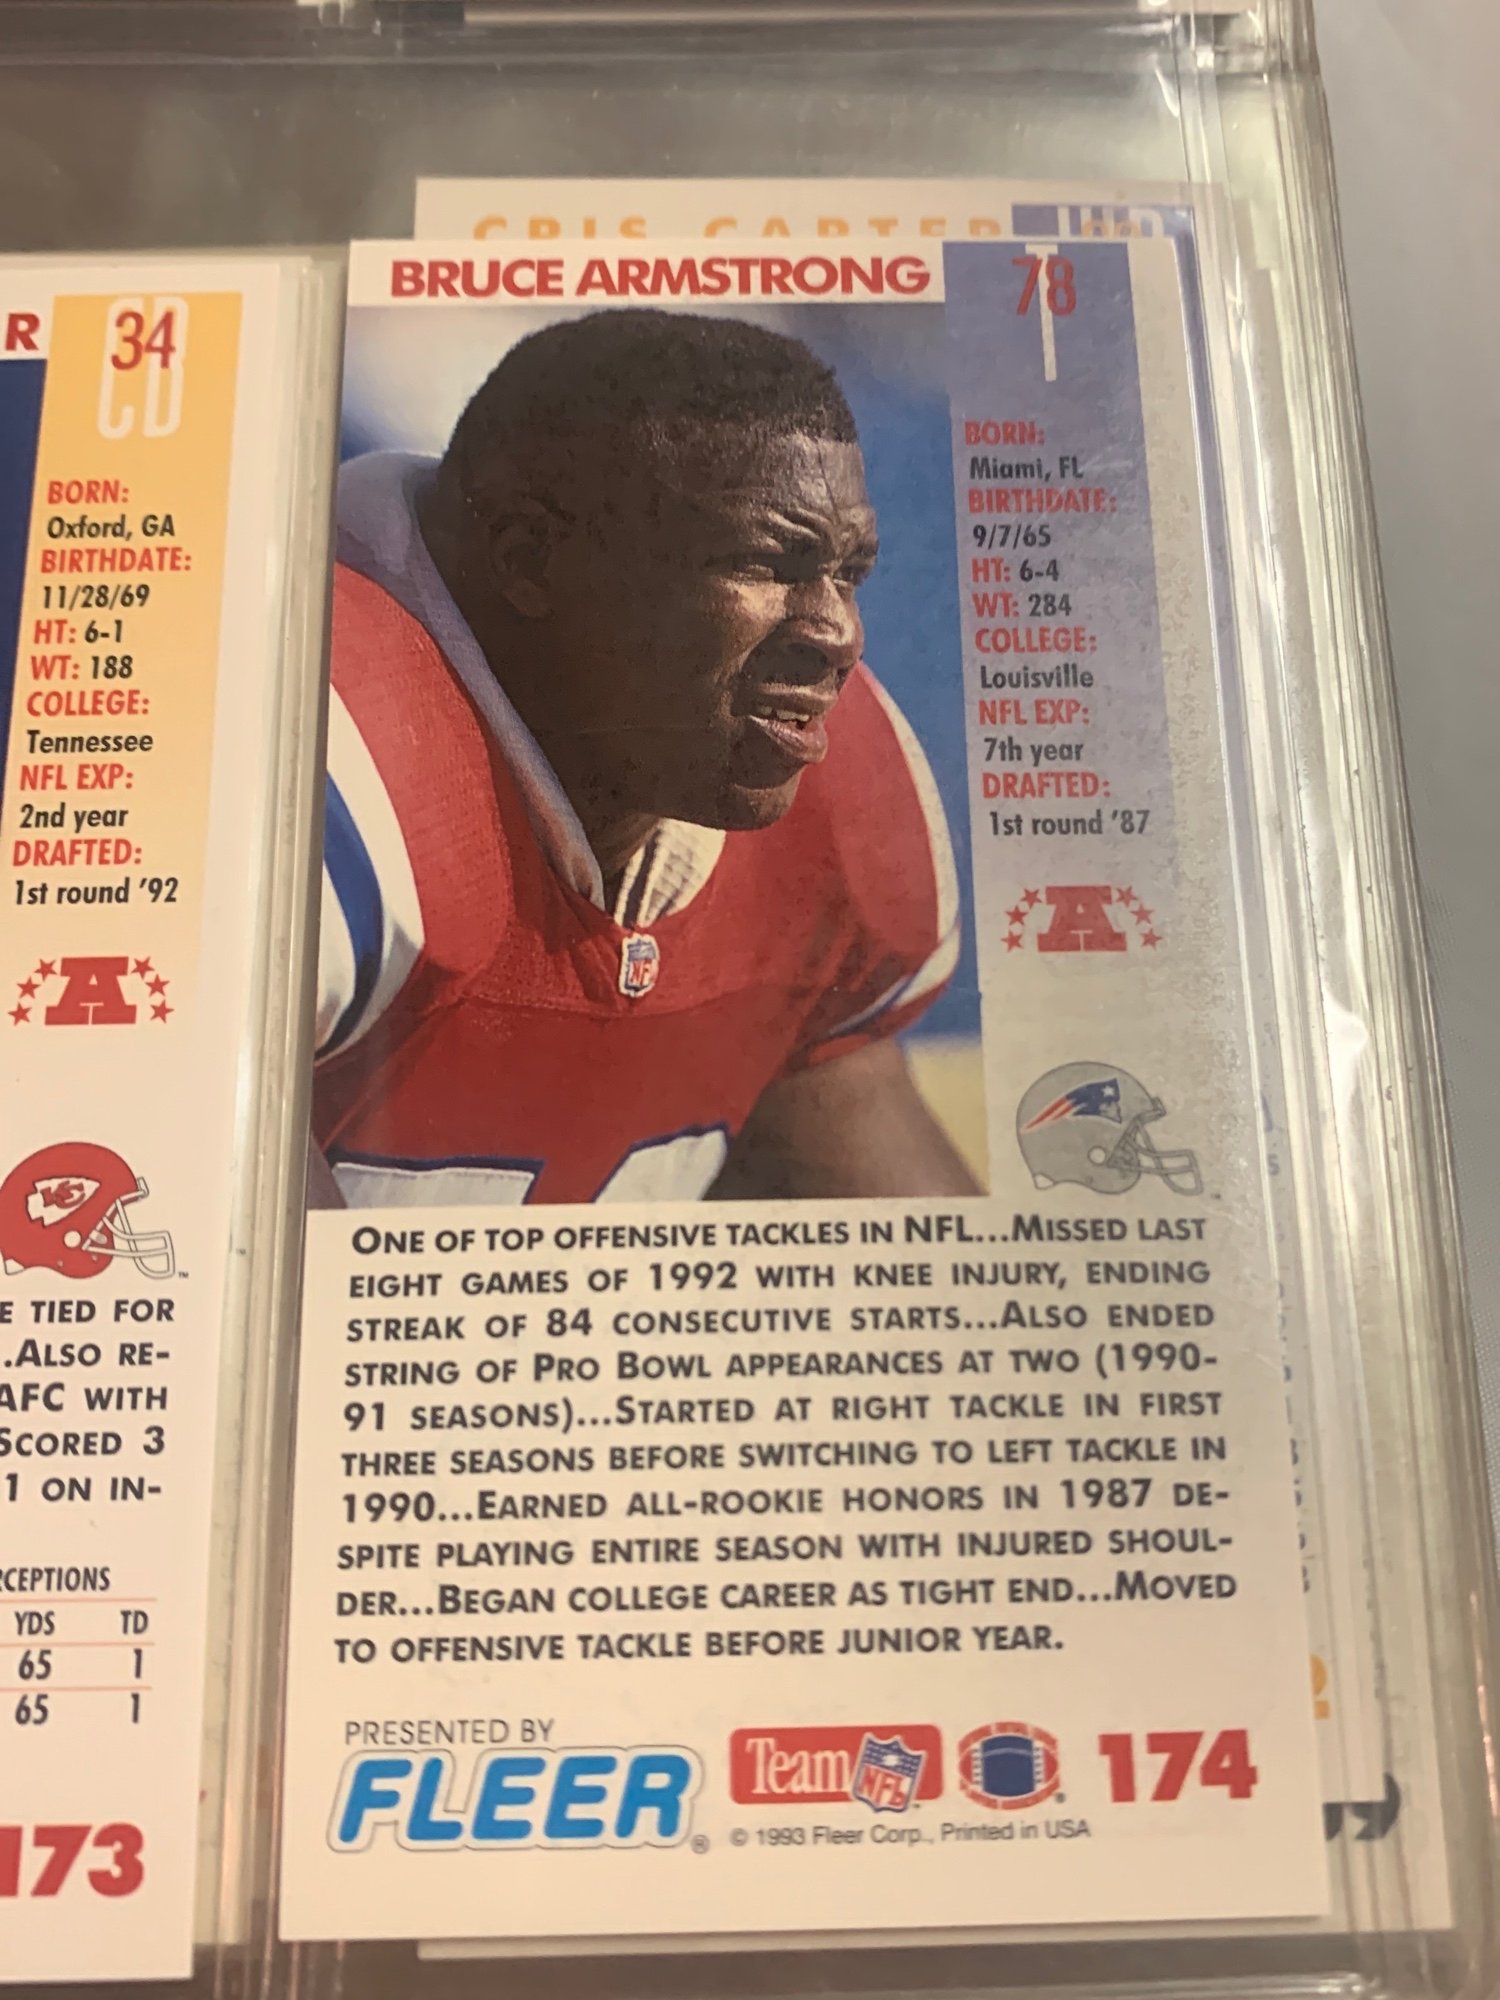 CRIS CARTER
BRUCE ARMSTRONG
78
T
BORN:
Miami, FL
BIRTHDATE:
9/7/65
HT: 6-4
WT: 284
COLLEGE:
Louisville
NFL EXP:
7th year
DRAFTED:
1st round '87
A
NFL
ONE OF TOP OFFENSIVE TACKLES IN NFL...MISSED LAST
EIGHT GAMES OF 1992 WITH KNEE INJURY, ENDING
STREAK OF 84 CONSECUTIVE STARTS...ALSO ENDED
STRING OF PRO BOWL APPEARANCES AT TWO (1990-
91 SEASONS)...STARTED AT RIGHT TACKLE IN FIRST
THREE SEASONS BEFORE SWITCHING TO LEFT TACKLE IN
1990...EARNED ALL-ROOKIE HONORS IN 1987 DE-
SPITE PLAYING ENTIRE SEASON WITH INJURED SHOUL-
DER...BEGAN COLLEGE CAREER AS TIGHT END...MOVED
TO OFFENSIVE TACKLE BEFORE JUNIOR YEAR.
PRESENTED BY
FLEER®
Team NFL™
174
© 1993 Fleer Corp., Printed in USA
R
34
CB
BORN:
Oxford, GA
BIRTHDATE:
11/28/69
HT: 6-1
WT: 188
COLLEGE:
Tennessee
NFL EXP:
2nd year
DRAFTED:
1st round '92
A
KC
E TIED FOR
.ALSO RE-
AFC WITH
SCORED 3
1 ON IN-
RCEPTIONS
YDS TD
65 1
65 1
173